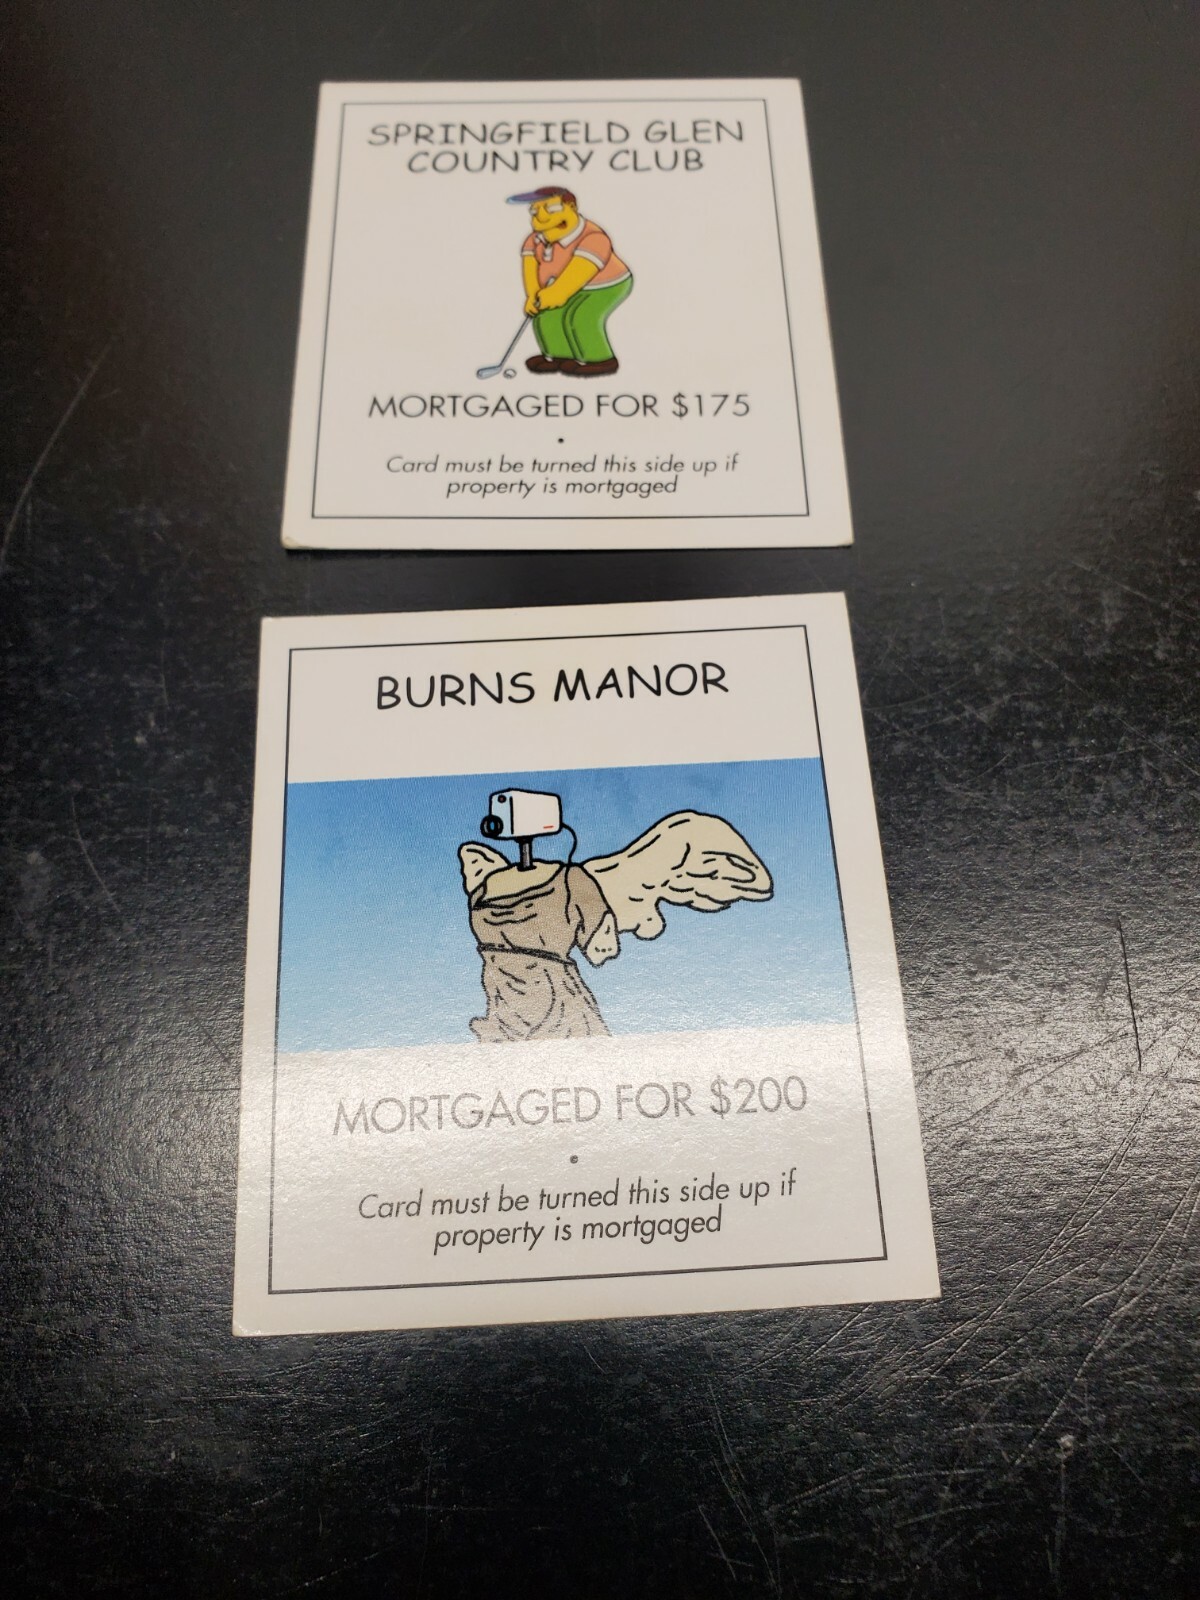 SPRINGFIELD GLEN
COUNTRY CLUB
MORTGAGED FOR $175
•
Card must be turned this side up if
property is mortgaged
BURNS MANOR
MORTGAGED FOR $200
•
Card must be turned this side up if
property is mortgaged